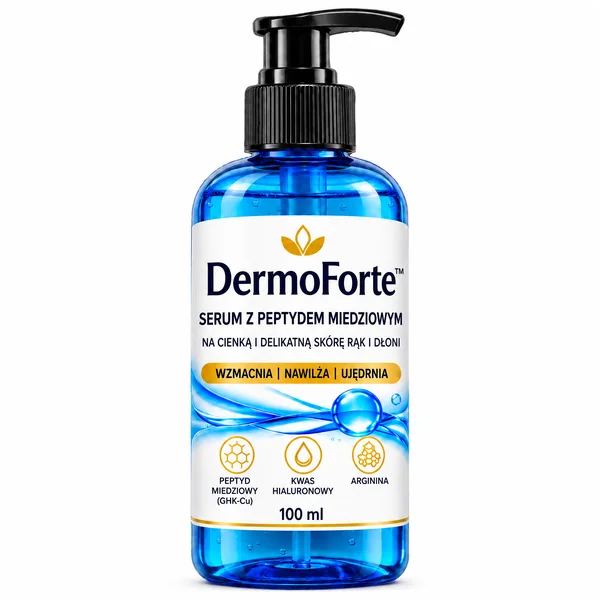 DermoForte™
SERUM Z PEPTYDEM MIEDZIOWYM
NA CIENKĄ I DELIKATNĄ SKÓRĘ RĄK I DŁONI
WZMACNIA | NAWILŻA | UJĘDRNIA
PEPTYD
MIEDZIOWY
(GHK-Cu)
KWAS
HIALURONOWY
ARGININA
100 ml